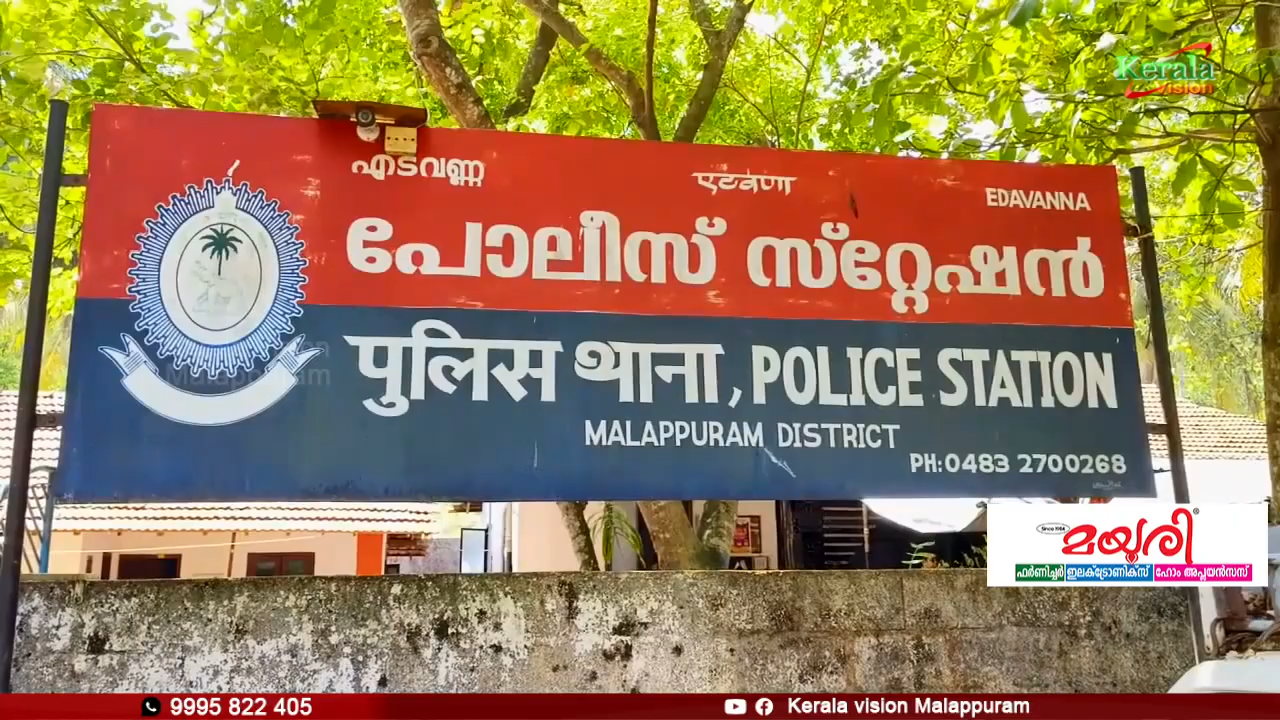 Kerala
vision
എടവണ്ണ
एटवणा
EDAVANNA
പോലീസ് സ്റ്റേഷൻ
पुलिस थाना, POLICE STATION
MALAPPURAM DISTRICT
PH:0483 2700268
Since 1984
മയൂരി
ഫർണിച്ചർ ഇലക്ട്രോണിക്സ് ഹോം അപ്ലയൻസസ്
9995 822 405
Kerala vision Malappuram